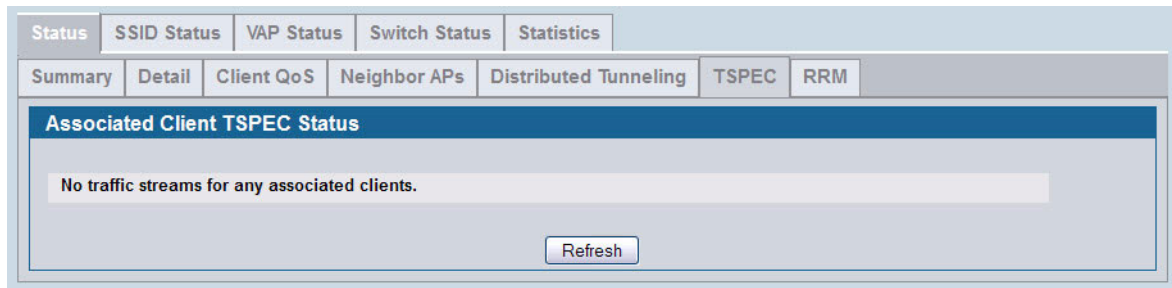 Status SSID Status VAP Status Switch Status Statistics
Summary Detail Client QoS Neighbor APs Distributed Tunneling TSPEC RRM
Associated Client TSPEC Status
No traffic streams for any associated clients.
Refresh